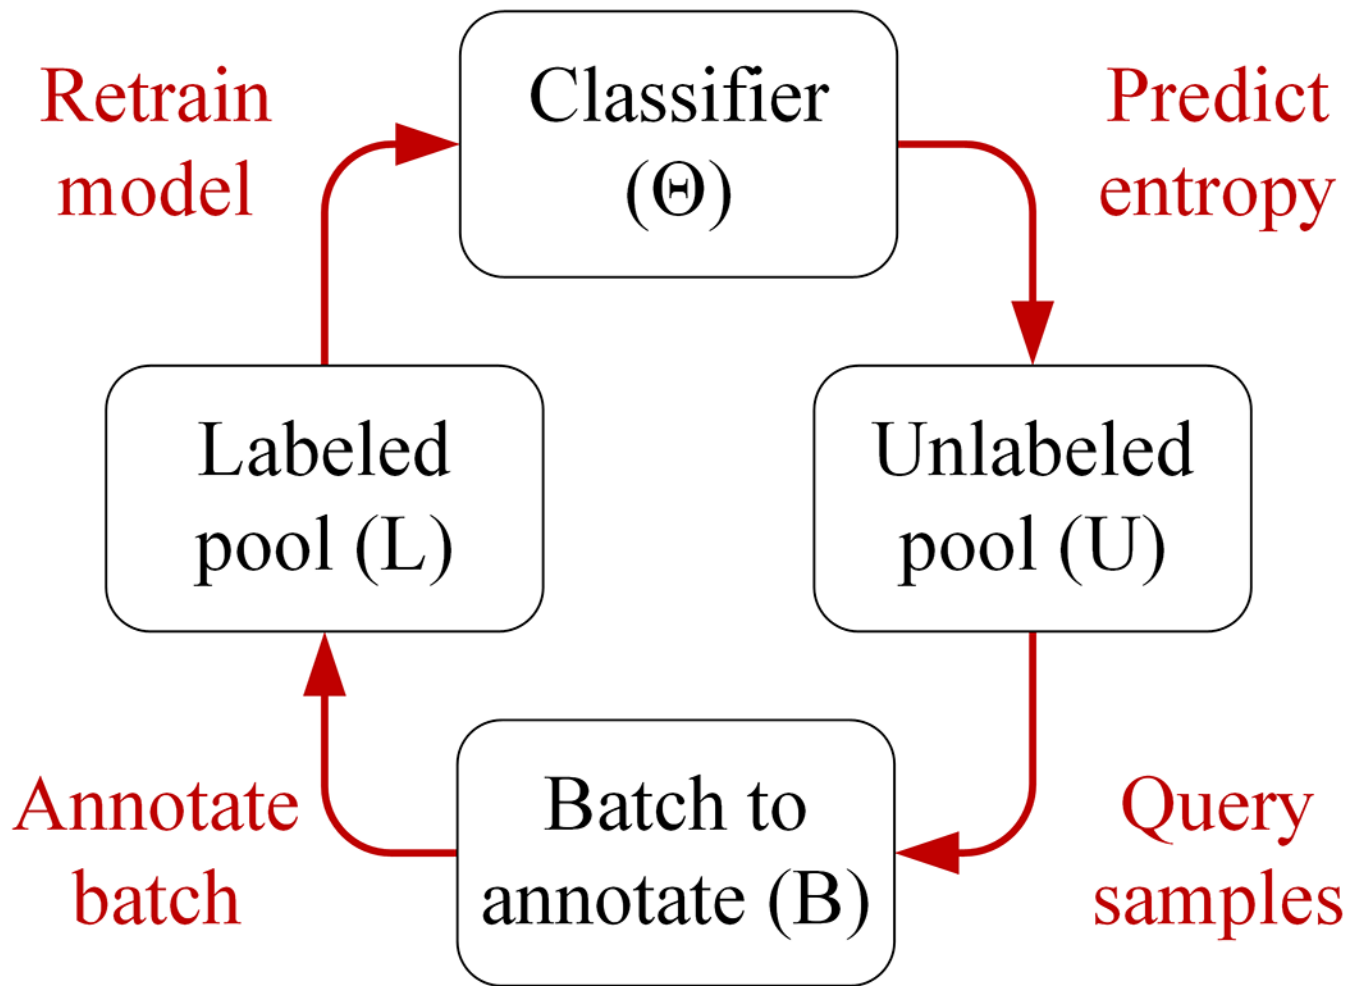 Classifier
(Θ)
Predict
entropy
Unlabeled
pool (U)
Query
samples
Batch to
annotate (B)
Annotate
batch
Labeled
pool (L)
Retrain
model